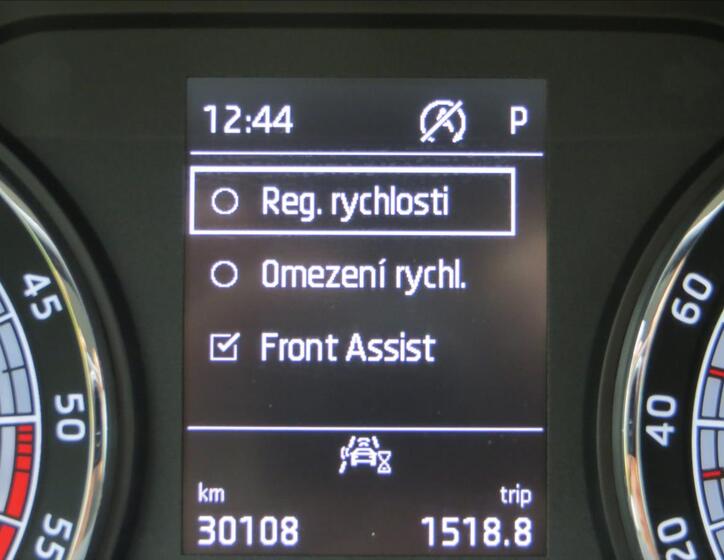 12:44 P
Reg. rychlosti
Omezení rychl.
Front Assist
km trip
30108 1518.8
45
50
55
60
40
20